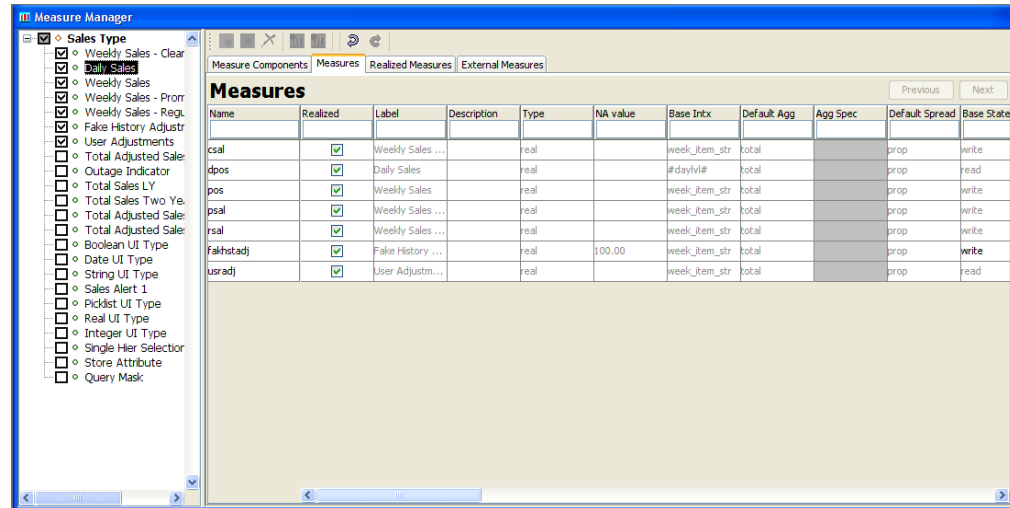 Measure Manager
Sales Type
Weekly Sales - Clear
Daily Sales
Weekly Sales
Weekly Sales - Prom
Weekly Sales - Regu
Fake History Adjustr
User Adjustments
Total Adjusted Sale
Outage Indicator
Total Sales LY
Total Sales Two Ye
Total Adjusted Sale
Total Adjusted Sale
Boolean UI Type
Date UI Type
String UI Type
Sales Alert 1
Picklist UI Type
Real UI Type
Integer UI Type
Single Hier Selection
Store Attribute
Query Mask
Measure Components Measures Realized Measures External Measures
Measures Previous Next
Name Realized Label Description Type NA value Base Intx Default Agg Agg Spec Default Spread Base State
csal Weekly Sales ... real week_item_str total prop write
dpos Daily Sales real #daylvl# total prop read
pos Weekly Sales real week_item_str total prop write
psal Weekly Sales ... real week_item_str total prop write
rsal Weekly Sales ... real week_item_str total prop write
fakhstadj Fake History ... real 100.00 week_item_str total prop write
usradj User Adjustm... real week_item_str total prop read